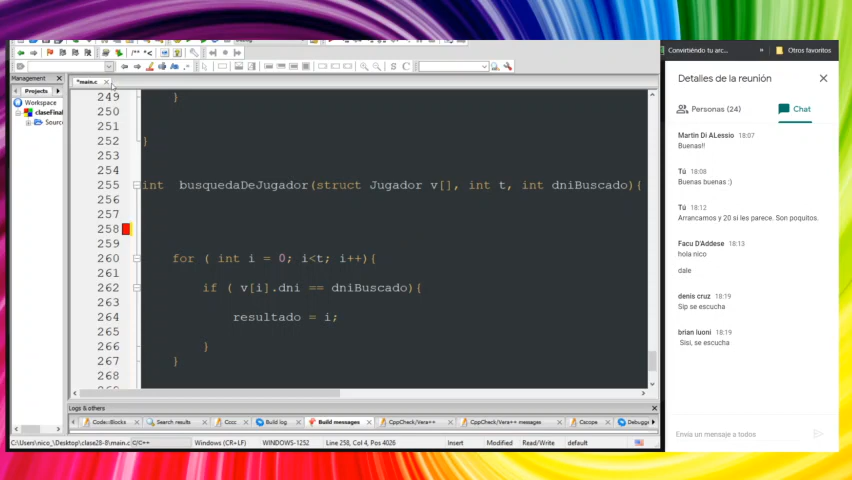 Management
Projects
Workspace
claseFinal
Sourc
*main.c
249 }
250
251
252 }
253
254
255 int busquedaDeJugador(struct Jugador v[], int t, int dniBuscado){
256
257
258
259
260 for ( int i = 0; i<t; i++){
261
262 if ( v[i].dni == dniBuscado){
263
264 resultado = i;
265
266 }
267 }
268
Logs & others
Code::Blocks
Search results
Cccc
Build log
Build messages
CppCheck/Vera++
CppCheck/Vera++ messages
Cscope
Debugge
C:\Users\nico_\Desktop\clase28-8\main.c C/C++ Windows (CR+LF) WINDOWS-1252 Line 258, Col 4, Pos 4026 Insert Modified Read/Write default
Convirtiéndo tu arc...
»
Otros favoritos
Detalles de la reunión
Personas (24)
Chat
Martin Di ALessio 18:07
Buenas!!
Tú 18:08
Buenas buenas :)
Tú 18:12
Arrancamos y 20 si les parece. Son poquitos.
Facu D'Addese 18:13
hola nico
dale
denis cruz 18:19
Sip se escucha
brian luoni 18:19
Sisi, se escucha
Envía un mensaje a todos